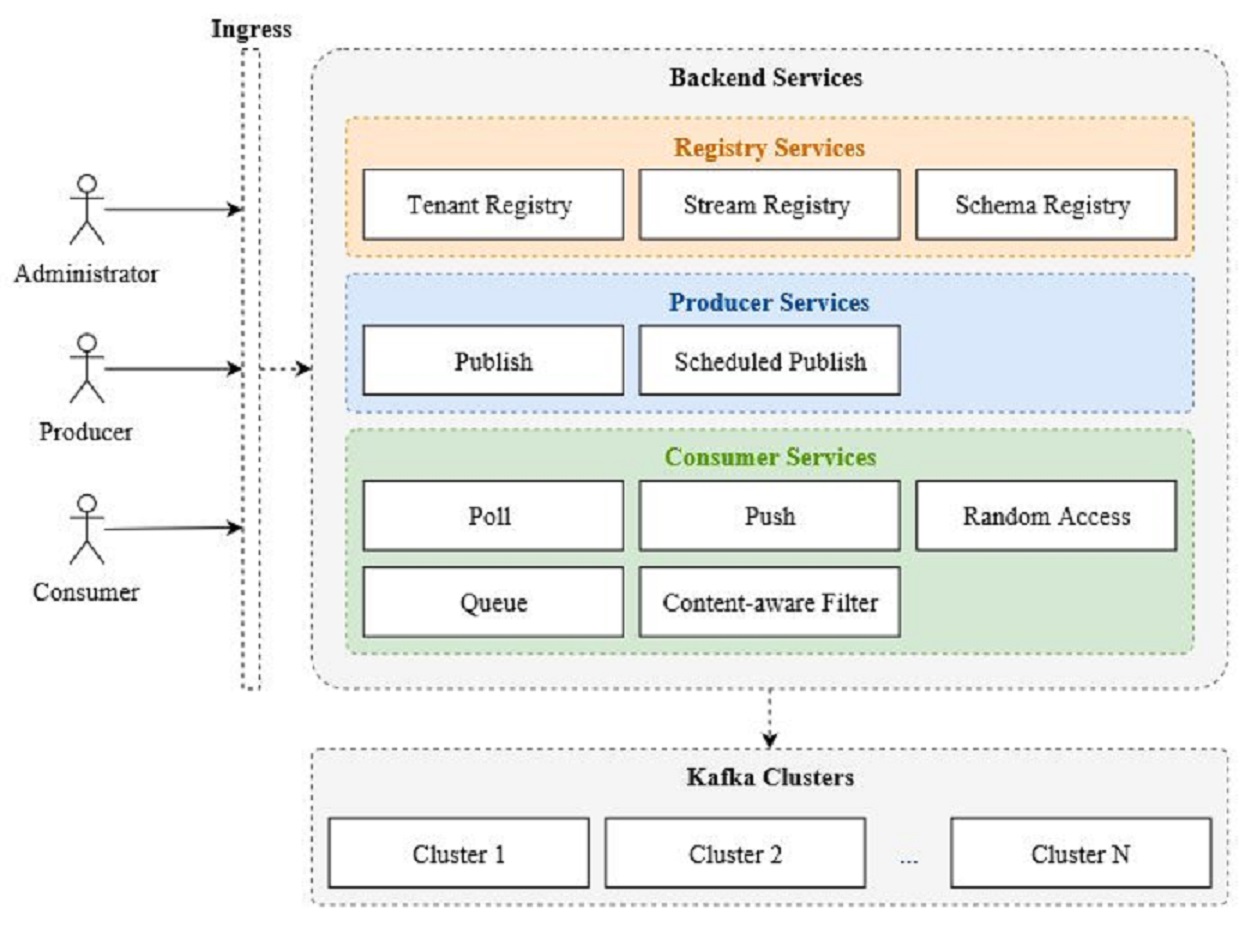 Ingress
Backend Services
Registry Services
Tenant Registry
Stream Registry
Schema Registry
Administrator
Producer Services
Publish
Scheduled Publish
Producer
Consumer Services
Poll
Push
Random Access
Consumer
Queue
Content-aware Filter
Kafka Clusters
Cluster 1
Cluster 2
...
Cluster N